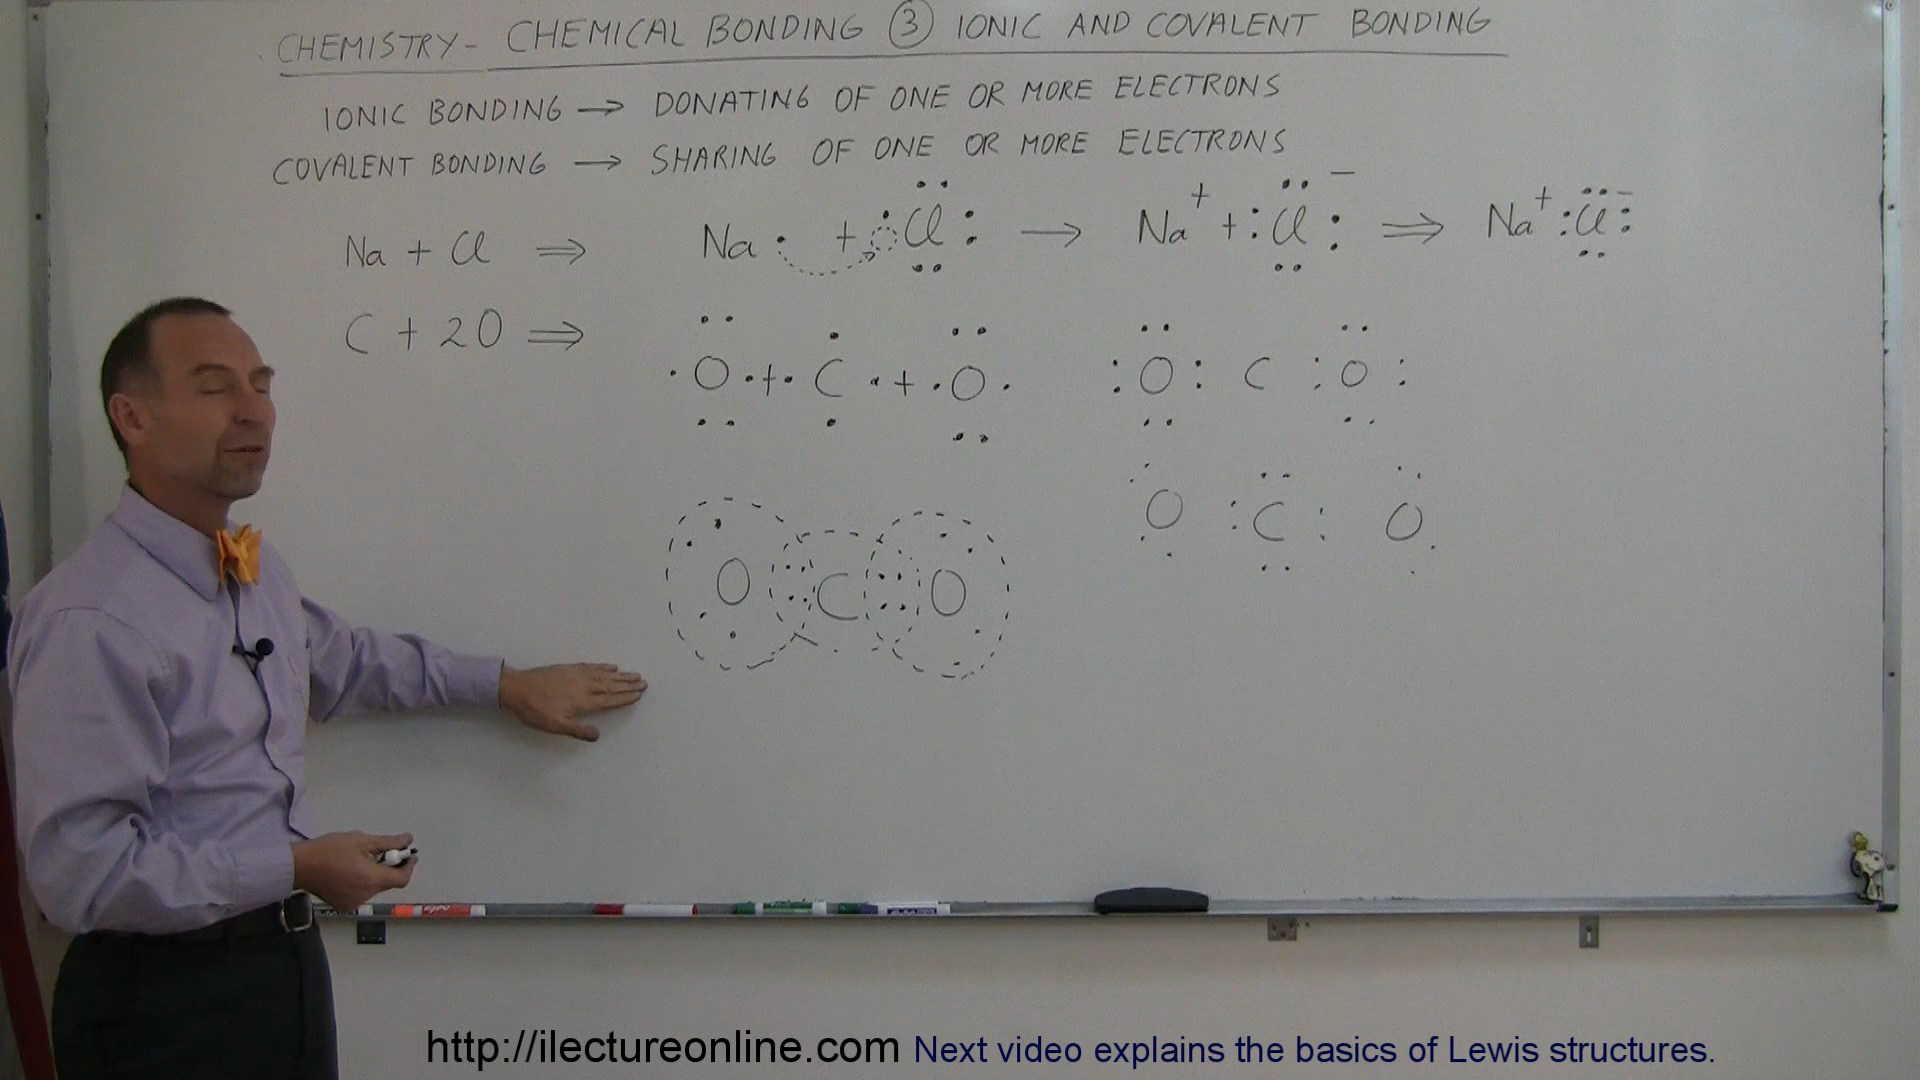 CHEMISTRY- CHEMICAL BONDING ③ IONIC AND COVALENT BONDING
IONIC BONDING → DONATING OF ONE OR MORE ELECTRONS
COVALENT BONDING → SHARING OF ONE OR MORE ELECTRONS
Na + Cl ⇒ Na· + :Cl: → Na⁺ + :Cl:⁻ ⇒ Na⁺ :Cl:⁻
C + 2O ⇒ ·O· + ·C· + ·O· :O: C :O:
O :C: O
O C O
http://ilectureonline.com Next video explains the basics of Lewis structures.